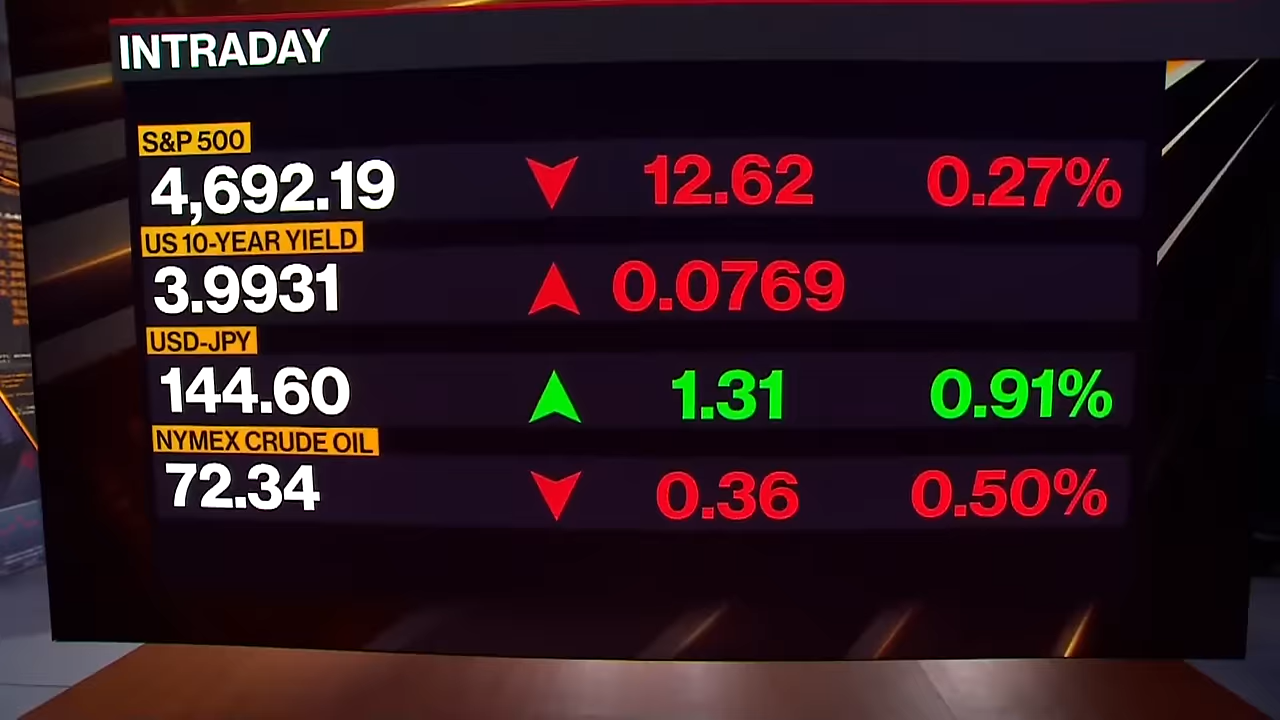 INTRADAY
S&P 500
4,692.19 12.62 0.27%
US 10-YEAR YIELD
3.9931 0.0769
USD-JPY
144.60 1.31 0.91%
NYMEX CRUDE OIL
72.34 0.36 0.50%